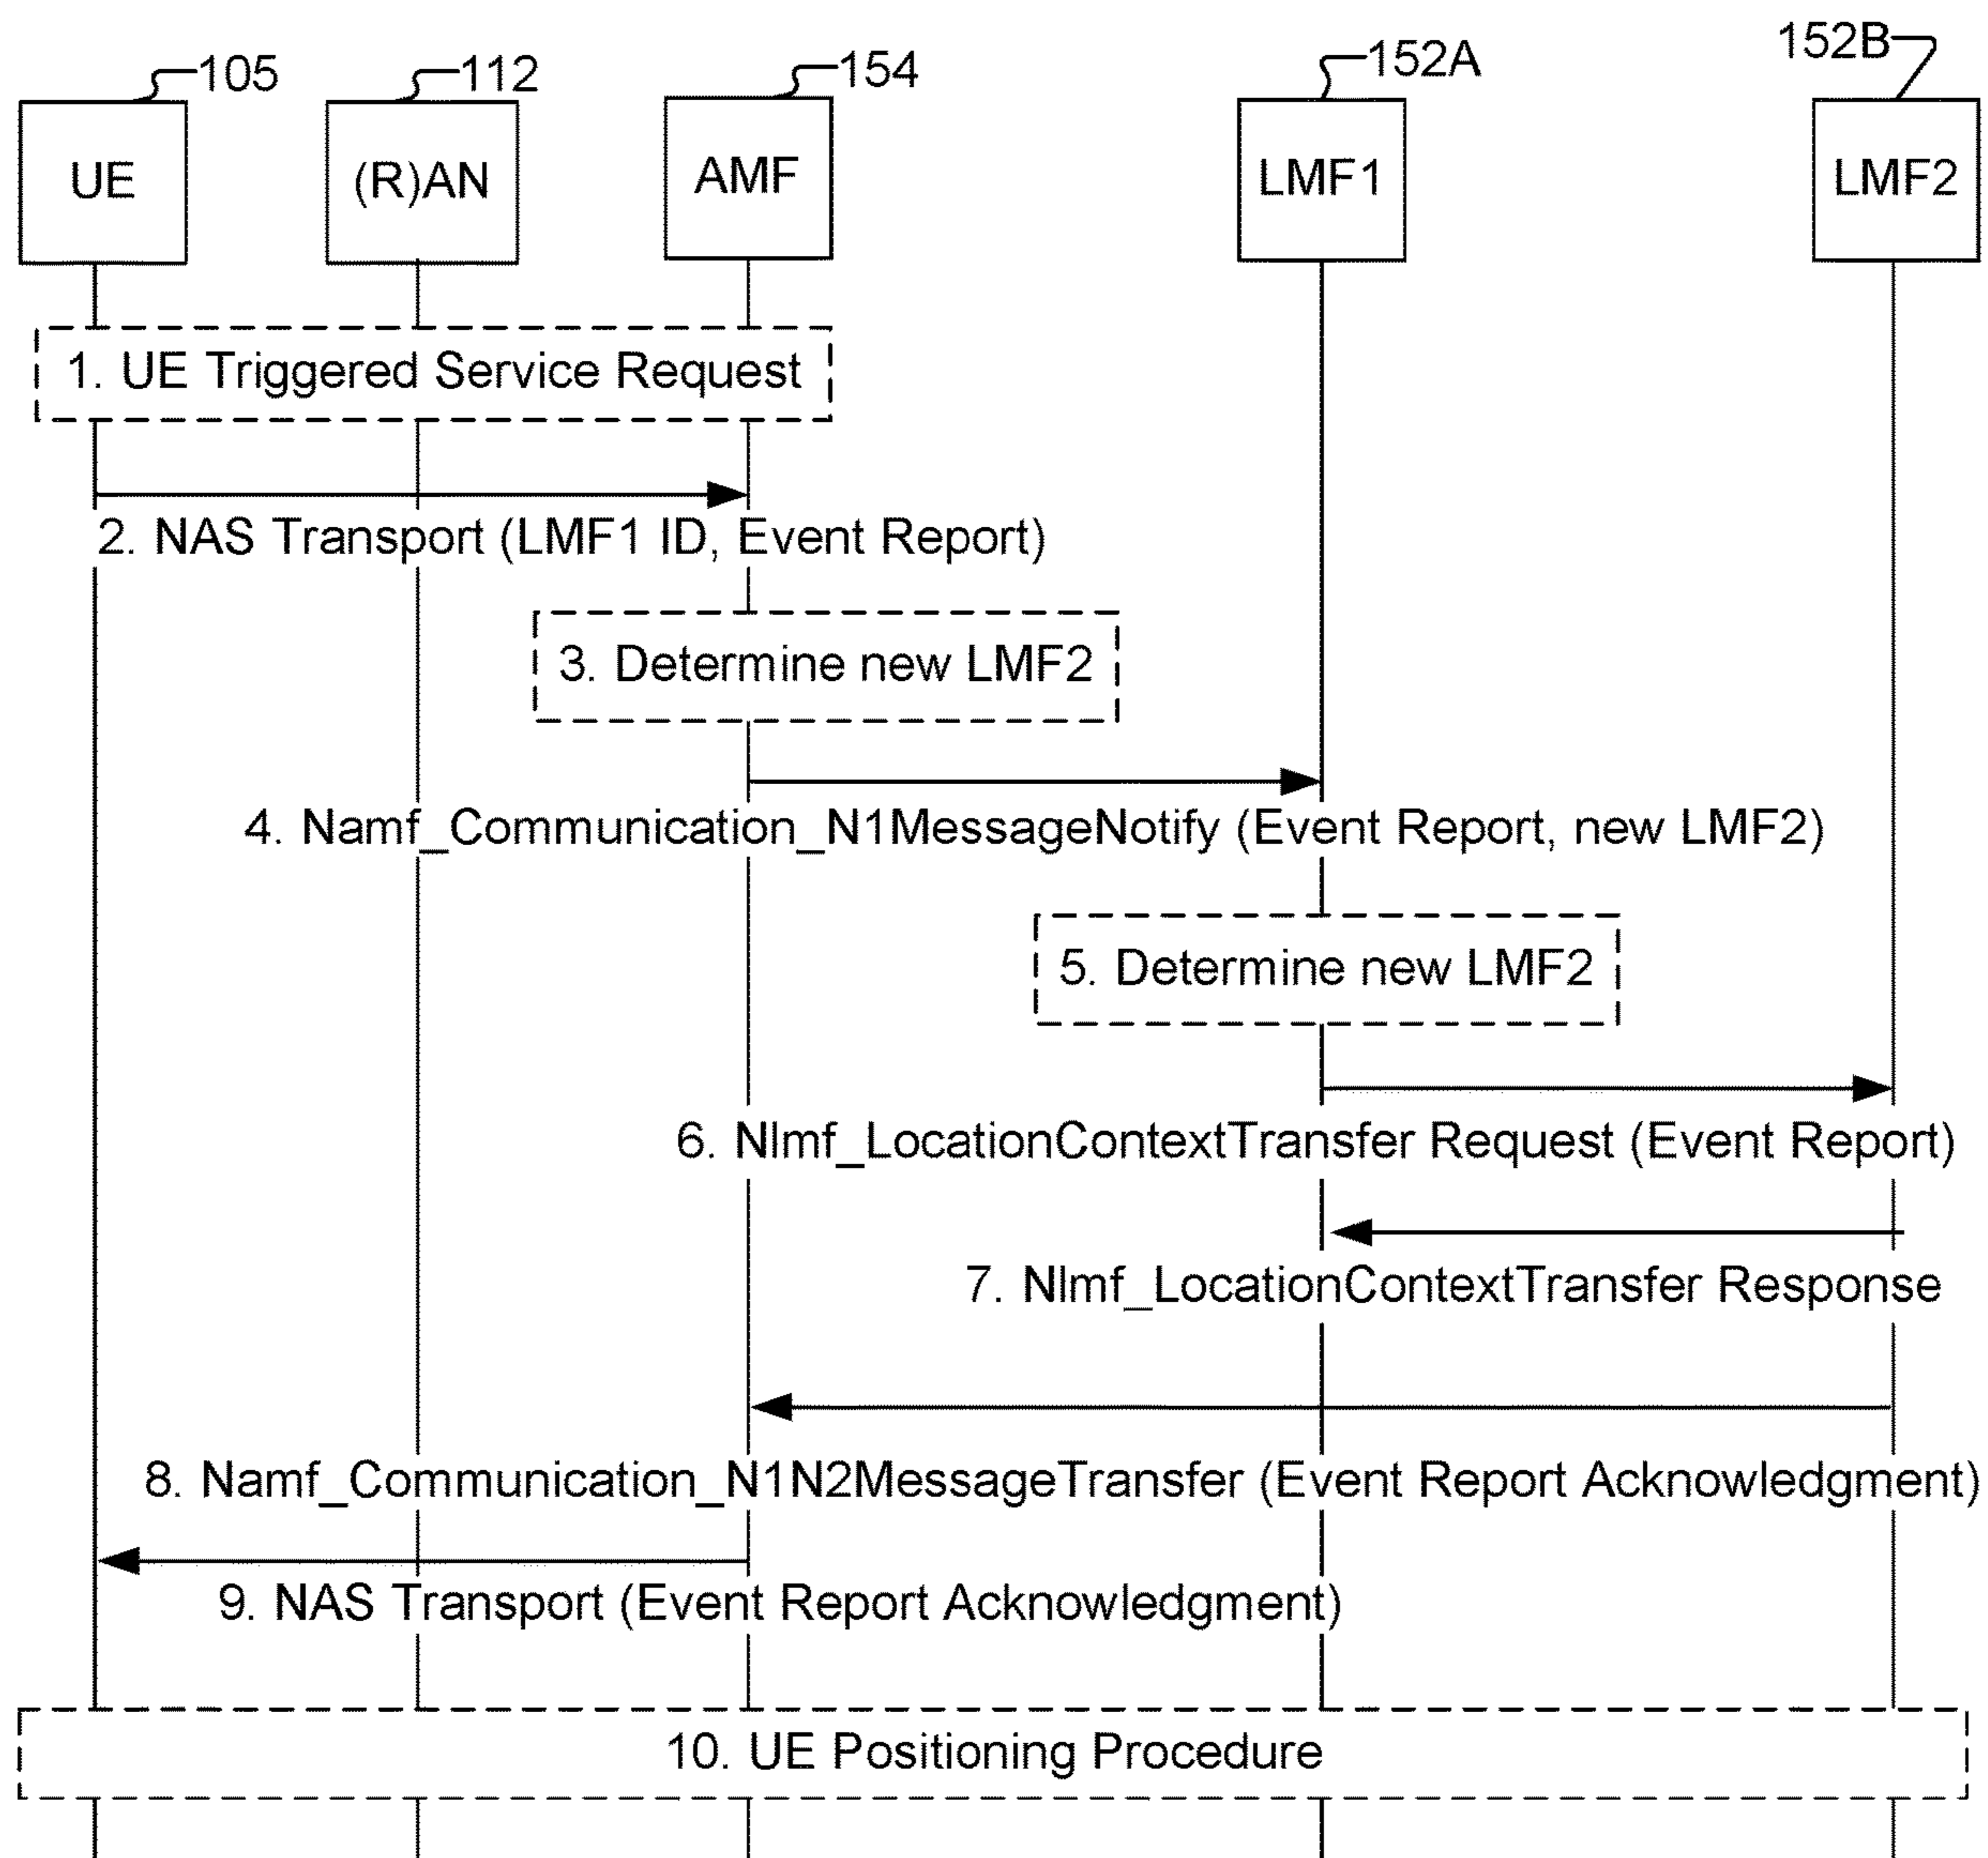 105 112 154 152A 152B
UE (R)AN AMF LMF1 LMF2
1. UE Triggered Service Request
2. NAS Transport (LMF1 ID, Event Report)
3. Determine new LMF2
4. Namf_Communication_N1MessageNotify (Event Report, new LMF2)
5. Determine new LMF2
6. Nlmf_LocationContextTransfer Request (Event Report)
7. Nlmf_LocationContextTransfer Response
8. Namf_Communication_N1N2MessageTransfer (Event Report Acknowledgment)
9. NAS Transport (Event Report Acknowledgment)
10. UE Positioning Procedure